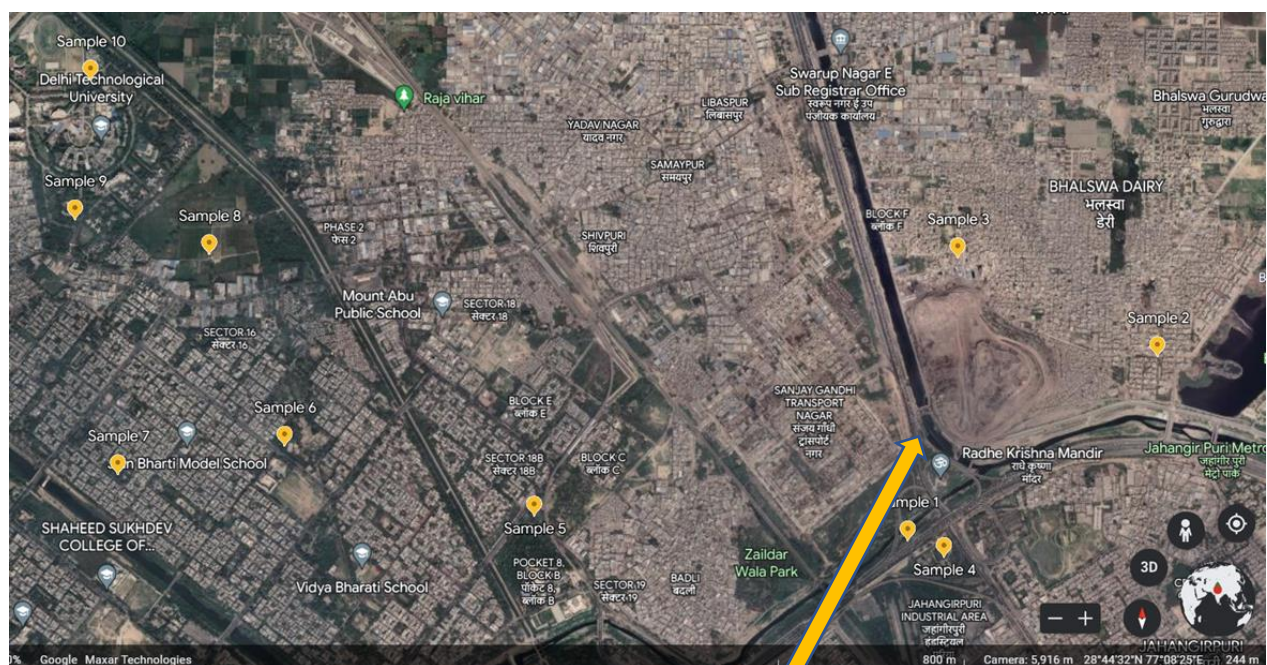 Sample 10
Delhi Technological
University
Raja vihar
Swarup Nagar E
Sub Registrar Office
स्वरूप नगर ई उप
पंजीयक कार्यालय
Bhalswa Gurudwa
भलस्वा
गुरुद्वारा
LIBASPUR
लिबासपुर
YADAV NAGAR
यादव नगर
SAMAYPUR
समयपुर
Sample 9
Sample 8
PHASE 2
फेस 2
SHIVPURI
शिवपुरी
BLOCK F
ब्लॉक F
Sample 3
BHALSWA DAIRY
भलस्वा
डेरी
Mount Abu
Public School
SECTOR 18
सेक्टर 18
Sample 2
SECTOR 16
सेक्टर 16
Sample 6
BLOCK E
ब्लॉक E
SANJAY GANDHI
TRANSPORT
NAGAR
संजय गाँधी
ट्रांसपोर्ट
नगर
Sample 7
Bharti Model School
SECTOR 18B
सेक्टर 18B
BLOCK C
ब्लॉक C
Radhe Krishna Mandir
राधे कृष्णा
मंदिर
Jahangir Puri Metro
जहांगीर पुरी
मेट्रो पार्क
Sample 5
mple 1
Sample 4
SHAHEED SUKHDEV
COLLEGE OF...
Vidya Bharati School
POCKET 8,
BLOCK B
पॉकेट 8,
ब्लॉक B
SECTOR 19
सेक्टर 19
BADLI
बदली
Zaildar
Wala Park
3D
JAHANGIRPURI
INDUSTRIAL AREA
जहांगीरपुरी
इंडस्ट्रियल
JAHANGIRPURI
% Google Maxar Technologies
800 m
Camera: 5,916 m 28°44'32"N 77°08'25"E 244 m